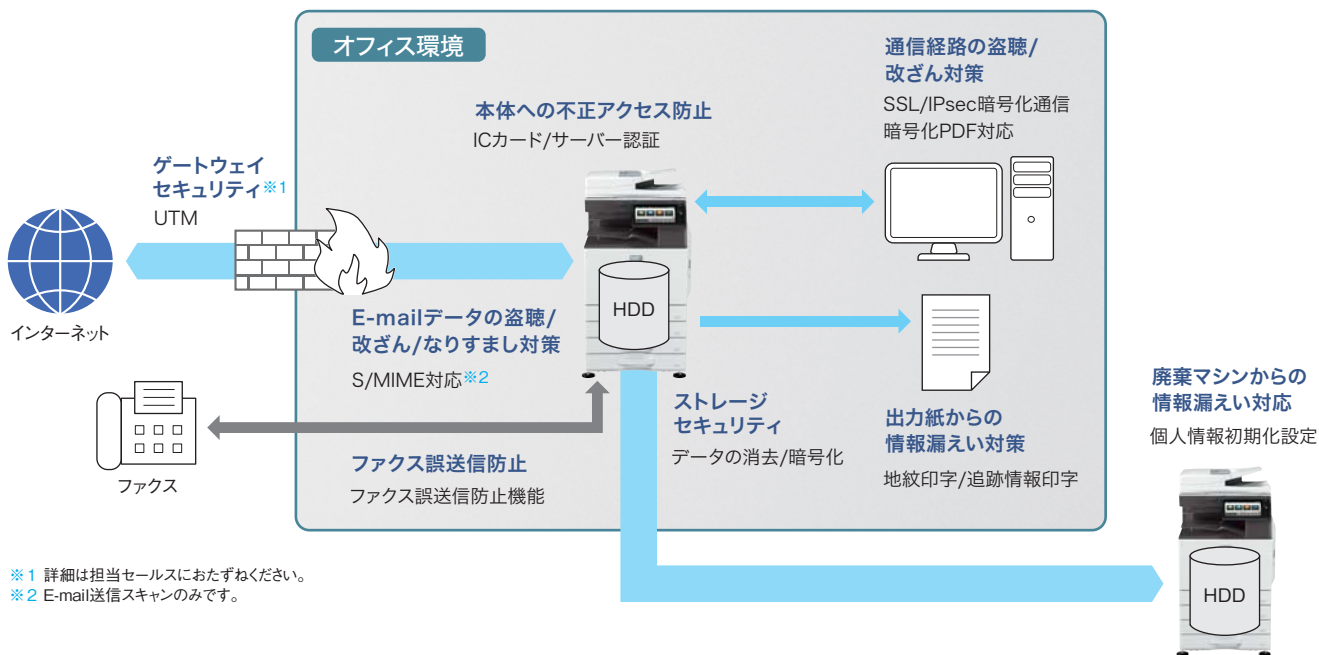 オフィス環境
通信経路の盗聴/
改ざん対策
SSL/IPsec暗号化通信
暗号化PDF対応
本体への不正アクセス防止
ICカード/サーバー認証
ゲートウェイ
セキュリティ※1
UTM
インターネット
HDD
E-mailデータの盗聴/
改ざん/なりすまし対策
S/MIME対応※2
ストレージ
セキュリティ
データの消去/暗号化
出力紙からの
情報漏えい対策
地紋印字/追跡情報印字
廃棄マシンからの
情報漏えい対応
個人情報初期化設定
ファクス
ファクス誤送信防止
ファクス誤送信防止機能
HDD
※1 詳細は担当セールスにおたずねください。
※2 E-mail送信スキャンのみです。